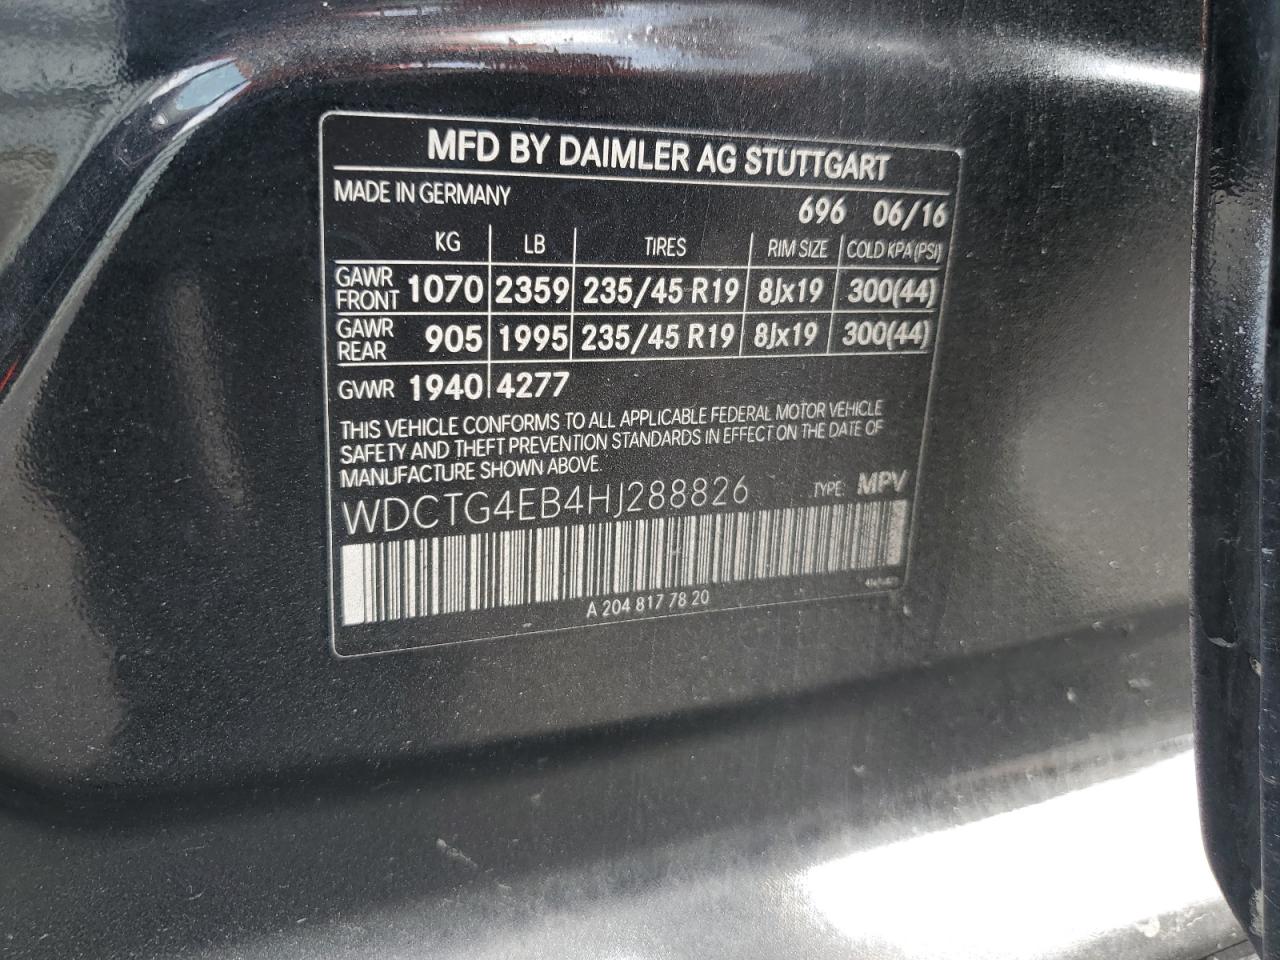 MFD BY DAIMLER AG STUTTGART
MADE IN GERMANY 696 06/16
KG LB TIRES RIM SIZE COLD KPA (PSI)
GAWR FRONT 1070 2359 235/45 R19 8Jx19 300(44)
GAWR REAR 905 1995 235/45 R19 8Jx19 300(44)
GVWR 1940 4277
THIS VEHICLE CONFORMS TO ALL APPLICABLE FEDERAL MOTOR VEHICLE
SAFETY AND THEFT PREVENTION STANDARDS IN EFFECT ON THE DATE OF
MANUFACTURE SHOWN ABOVE.
WDCTG4EB4HJ288826 TYPE: MPV
A 204 817 78 20